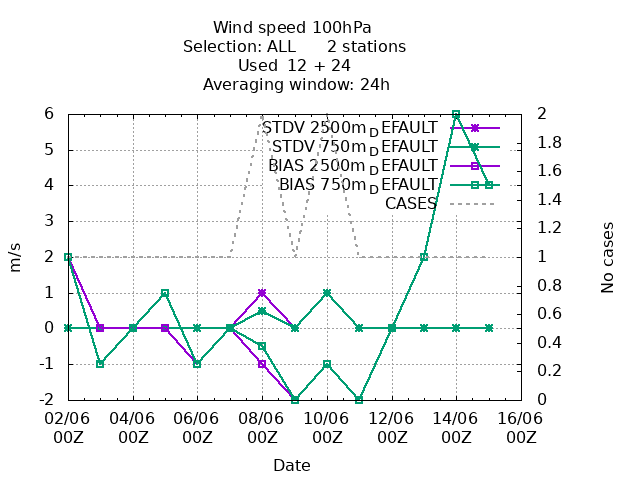 Wind speed 100hPa
Selection: ALL 2 stations
Used 12 + 24
Averaging window: 24h
STDV 2500m_DEFAULT
STDV 750m_DEFAULT
BIAS 2500m_DEFAULT
BIAS 750m_DEFAULT
CASES
m/s
6
5
4
3
2
1
0
-1
-2
No cases
2
1.8
1.6
1.4
1.2
1
0.8
0.6
0.4
0.2
0
02/06 04/06 06/06 08/06 10/06 12/06 14/06 16/06
00Z 00Z 00Z 00Z 00Z 00Z 00Z 00Z
Date